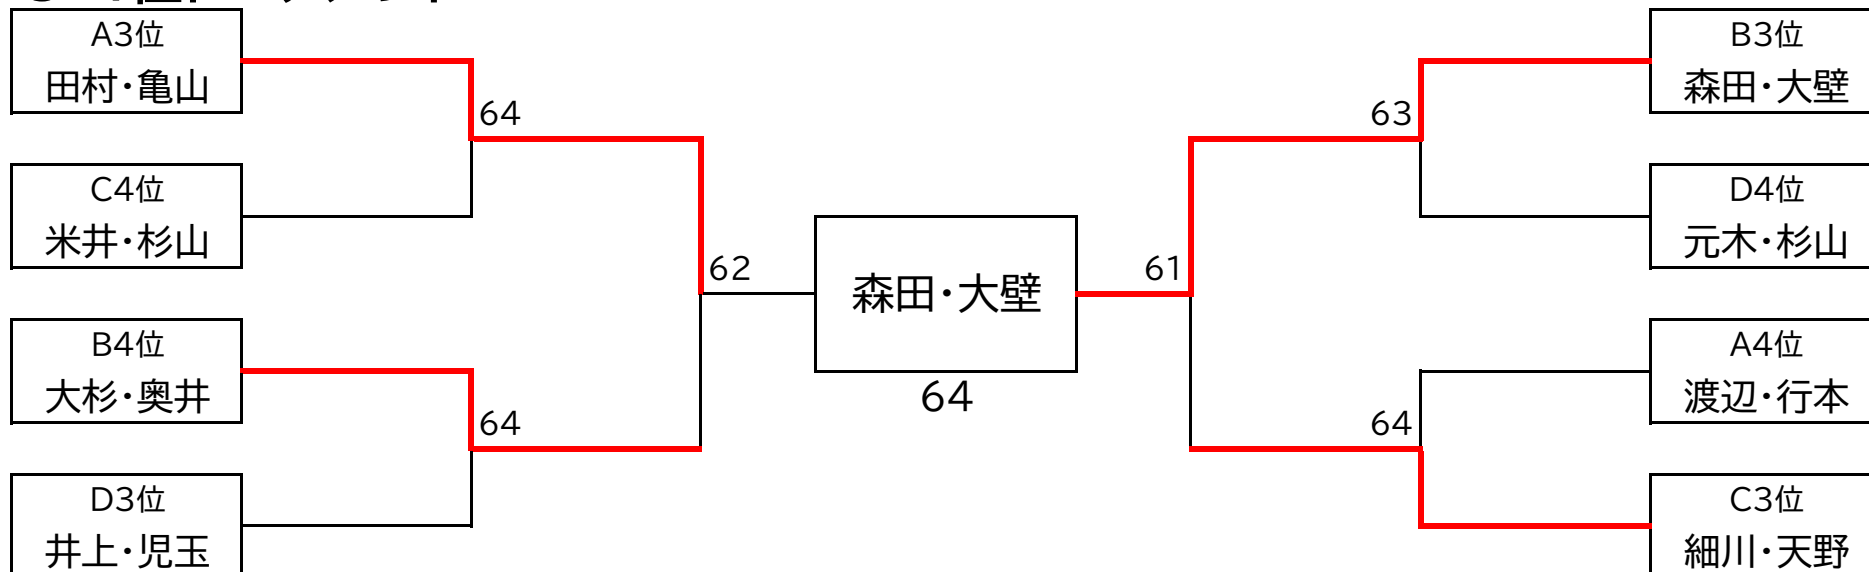 A3位
田村・亀山
C4位
米井・杉山
B4位
大杉・奥井
D3位
井上・児玉
64
64
62
森田・大壁
64
61
63
64
B3位
森田・大壁
D4位
元木・杉山
A4位
渡辺・行本
C3位
細川・天野